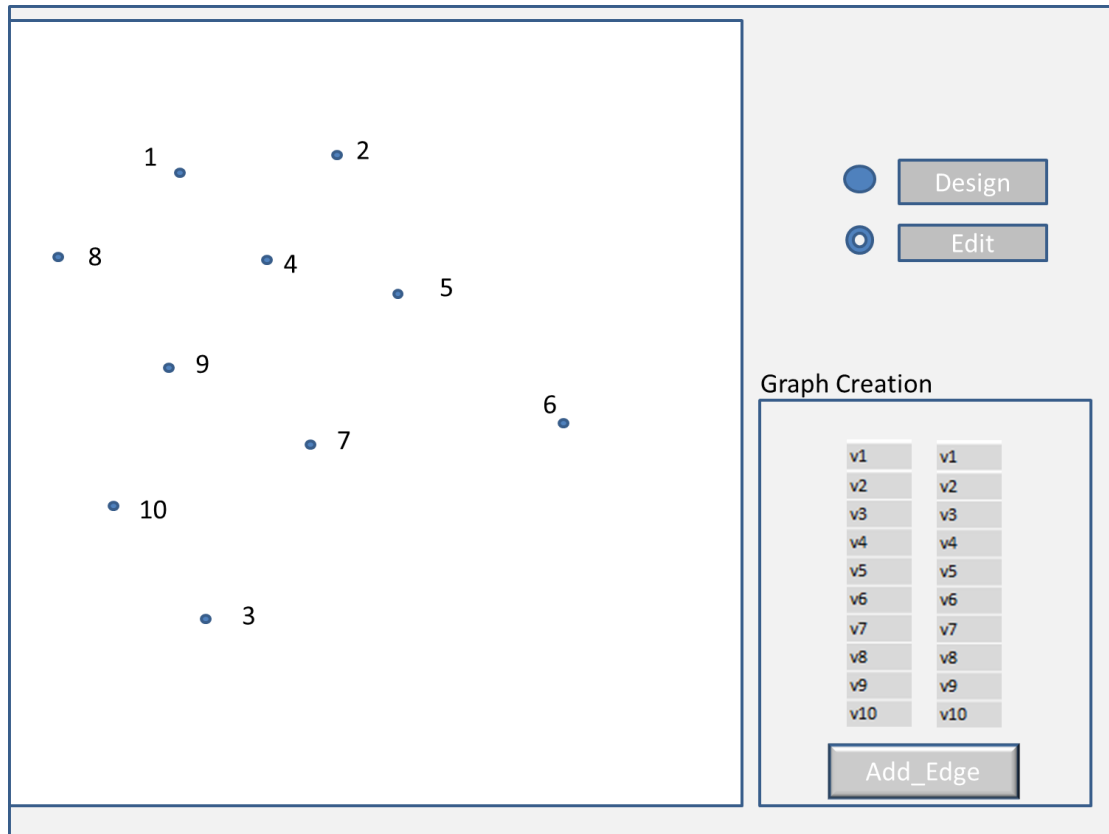 1
2
8
4
5
9
6
7
10
3
Design
Edit
Graph Creation
v1 v1
v2 v2
v3 v3
v4 v4
v5 v5
v6 v6
v7 v7
v8 v8
v9 v9
v10 v10
Add_Edge